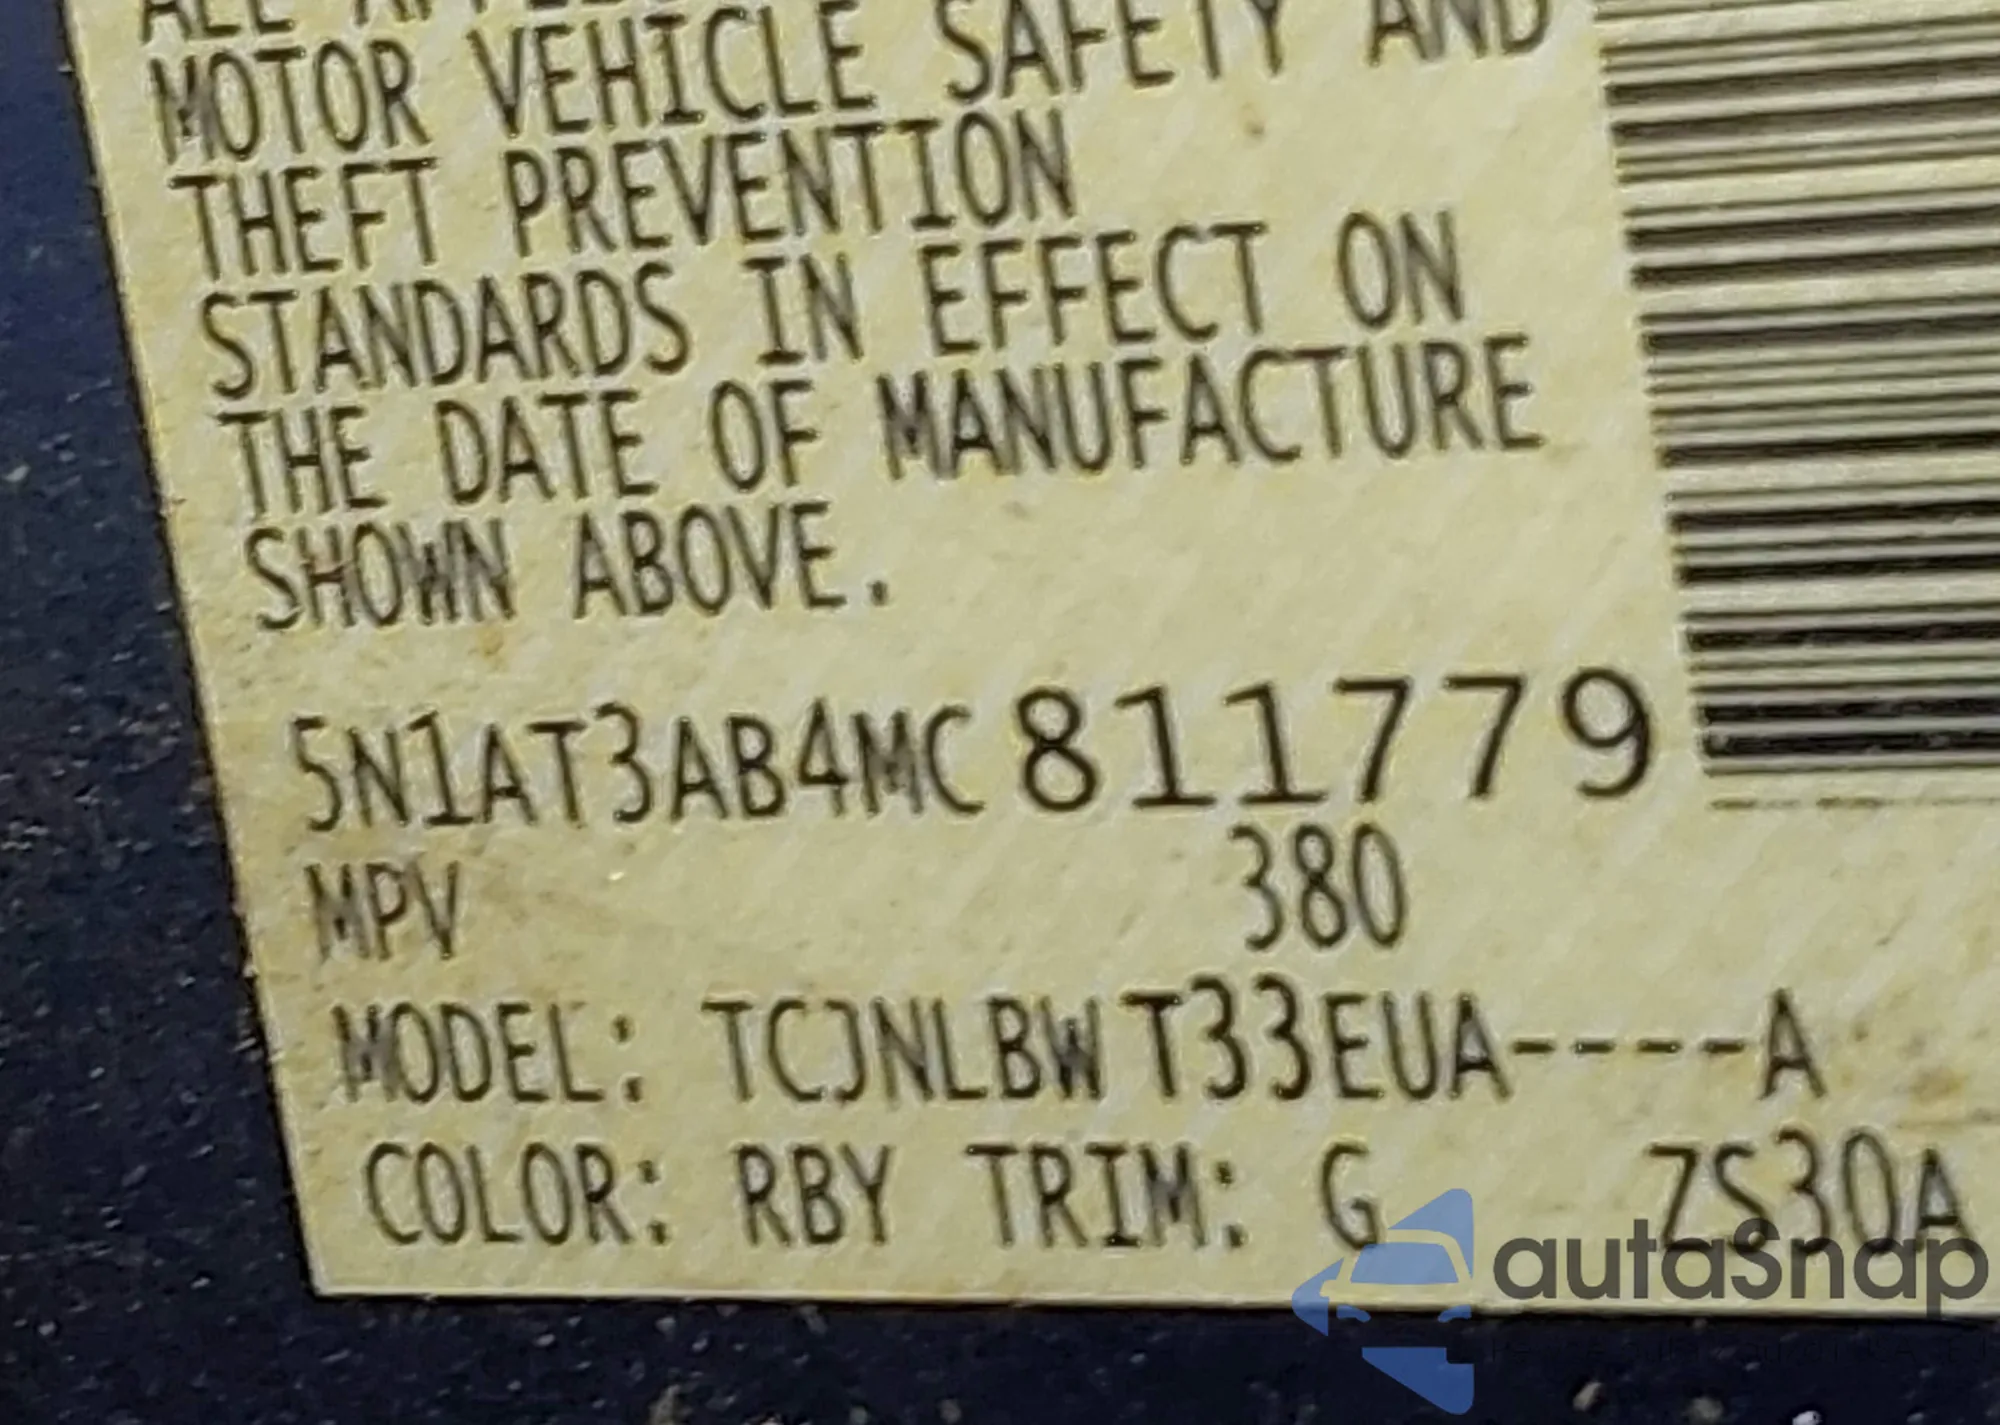 ALL
MOTOR VEHICLE SAFETY AND
THEFT PREVENTION
STANDARDS IN EFFECT ON
THE DATE OF MANUFACTURE
SHOWN ABOVE.
5N1AT3AB4MC811779
MPV 380
MODEL: TCJNLBWT33EUA----A
COLOR: RBY TRIM: G ZS30A
autasnap